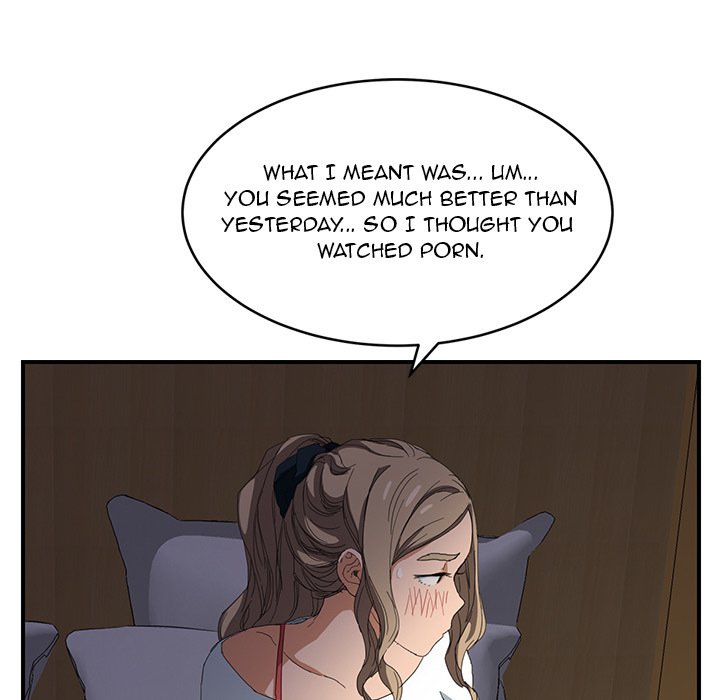 WHAT I MEANT WAS... UM...
YOU SEEMED MUCH BETTER THAN
YESTERDAY... SO I THOUGHT YOU
WATCHED PORN.